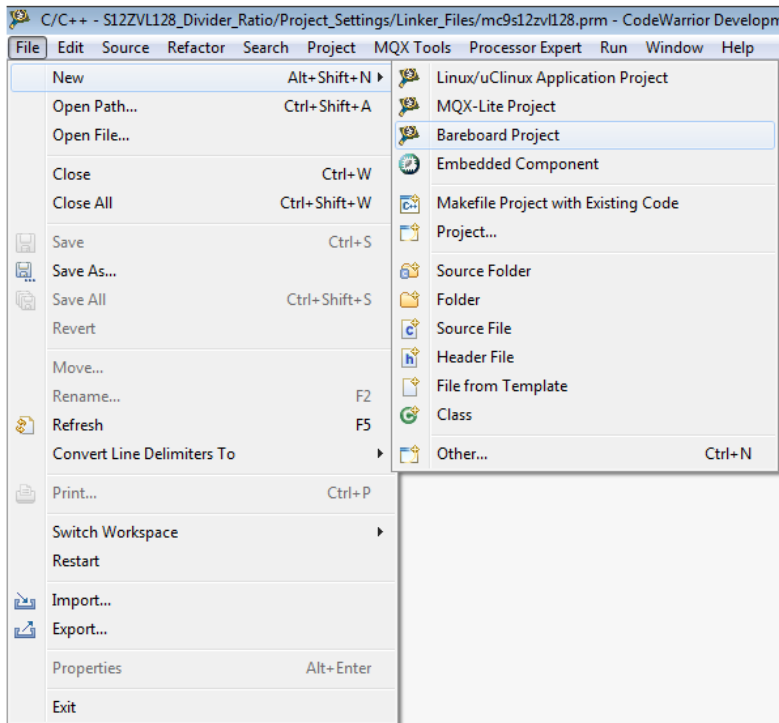 C/C++ - S12ZVL128_Divider_Ratio/Project_Settings/Linker_Files/mc9s12zvl128.prm - CodeWarrior Developm
File Edit Source Refactor Search Project MQX Tools Processor Expert Run Window Help
New Alt+Shift+N
Open Path... Ctrl+Shift+A
Open File...
Close Ctrl+W
Close All Ctrl+Shift+W
Save Ctrl+S
Save As...
Save All Ctrl+Shift+S
Revert
Move...
Rename... F2
Refresh F5
Convert Line Delimiters To
Print... Ctrl+P
Switch Workspace
Restart
Import...
Export...
Properties Alt+Enter
Exit
Linux/uClinux Application Project
MQX-Lite Project
Bareboard Project
Embedded Component
Makefile Project with Existing Code
Project...
Source Folder
Folder
Source File
Header File
File from Template
Class
Other... Ctrl+N